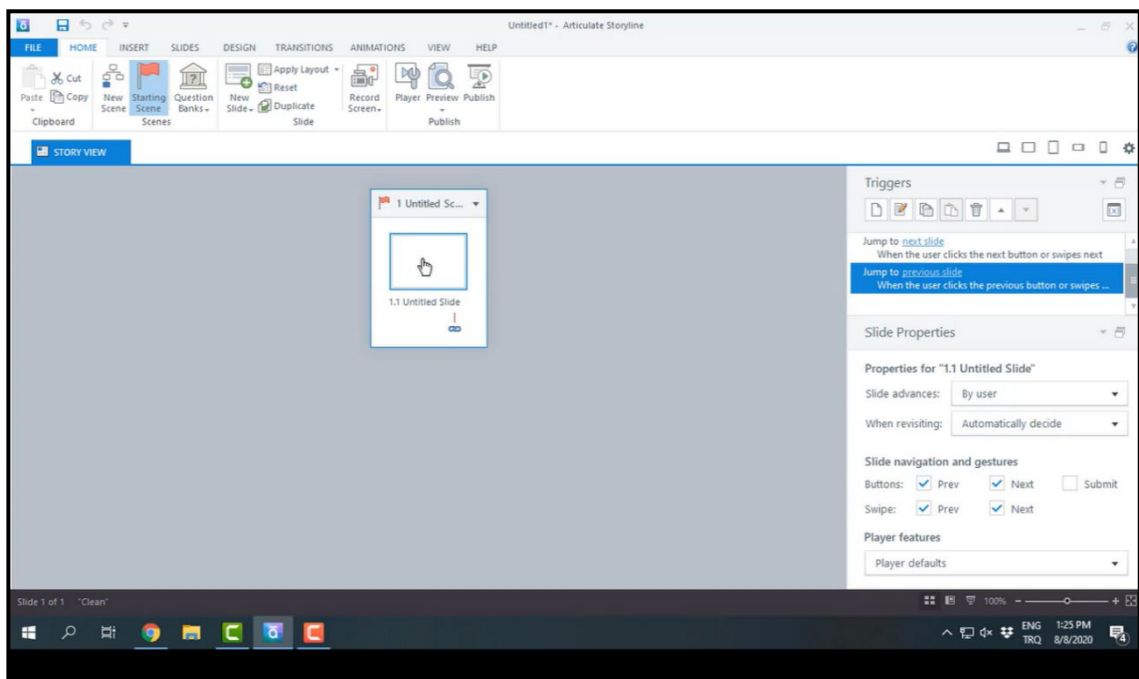 Untitled1* - Articulate Storyline
FILE HOME INSERT SLIDES DESIGN TRANSITIONS ANIMATIONS VIEW HELP
Paste Cut Copy
Clipboard
New Scene Starting Scene Question Banks
Scenes
New Slide Apply Layout Reset Duplicate
Slide
Record Screen
Player Preview Publish
Publish
STORY VIEW
1 Untitled Sc...
1.1 Untitled Slide
Triggers
Jump to next slide
When the user clicks the next button or swipes next
Jump to previous slide
When the user clicks the previous button or swipes ...
Slide Properties
Properties for "1.1 Untitled Slide"
Slide advances: By user
When revisiting: Automatically decide
Slide navigation and gestures
Buttons: Prev Next Submit
Swipe: Prev Next
Player features
Player defaults
Slide 1 of 1 "Clean" 100%
ENG 1:25 PM
TRQ 8/8/2020
4